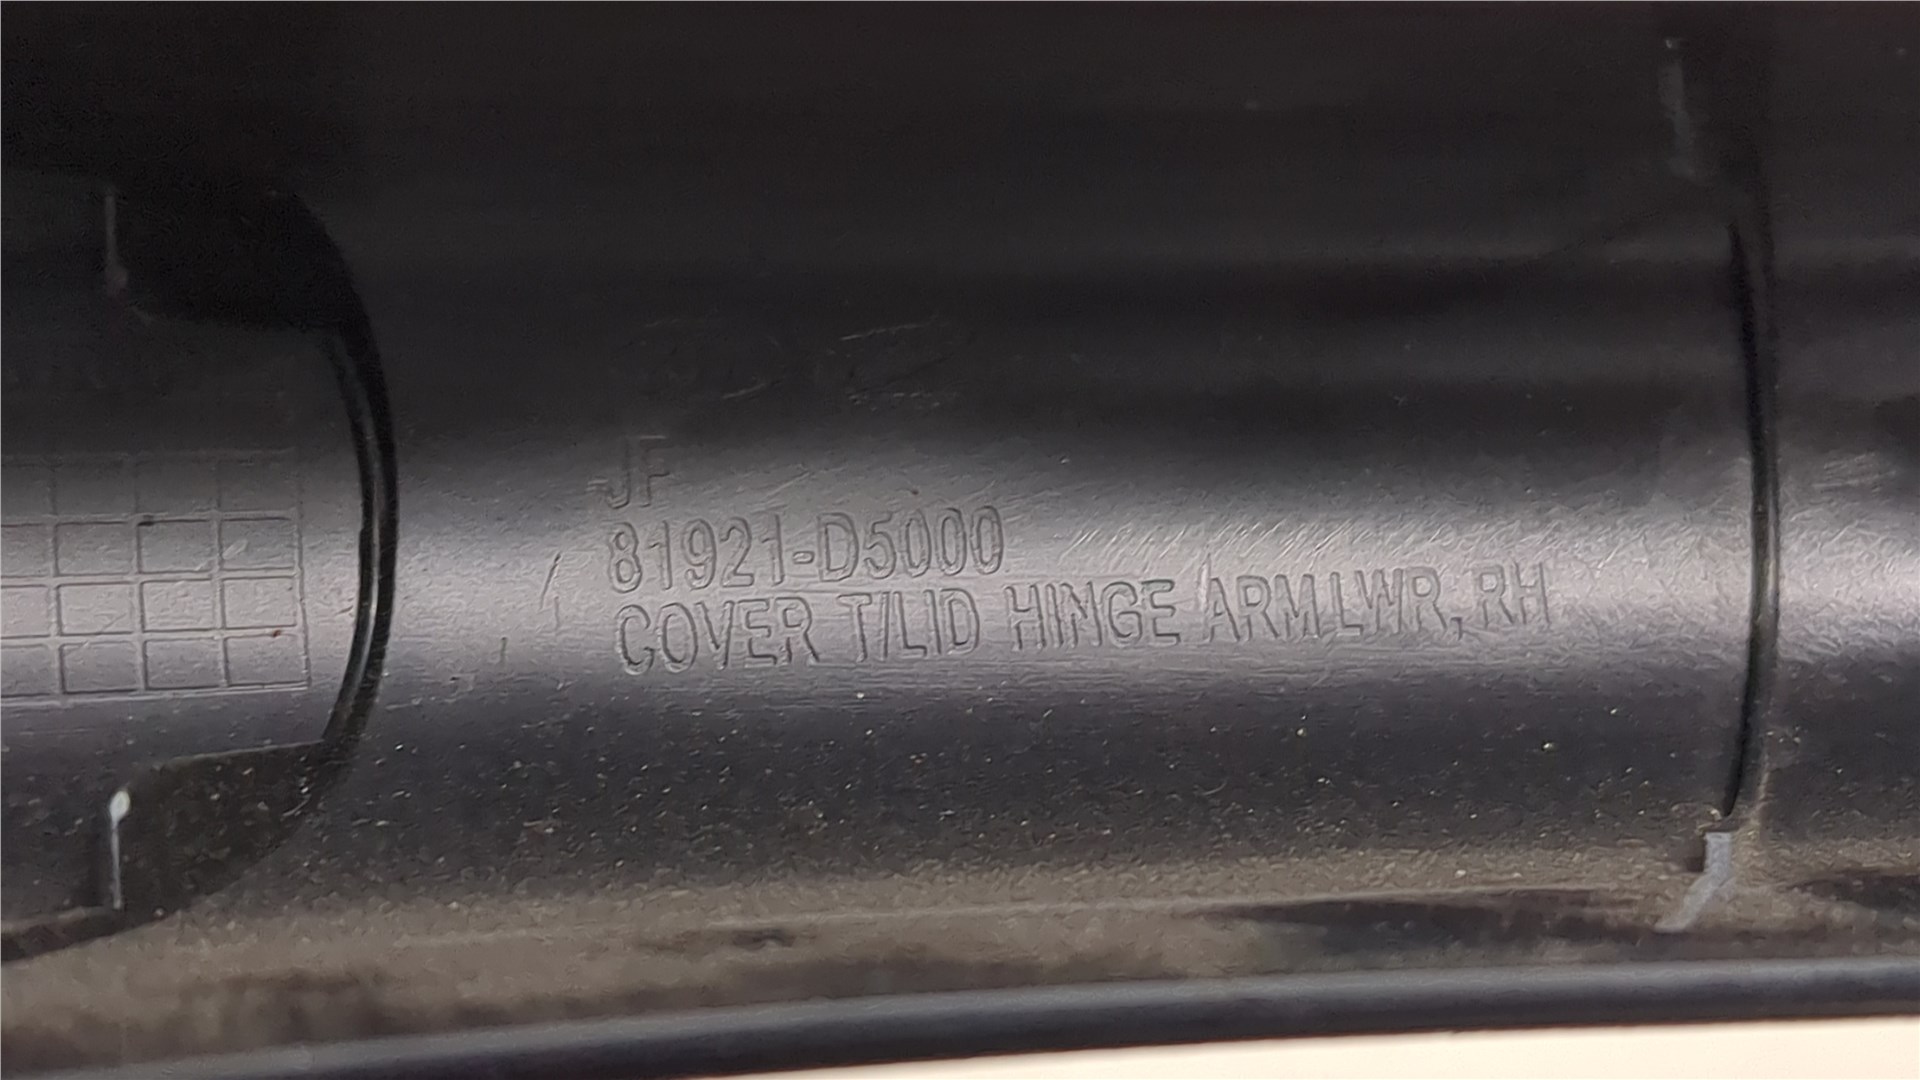 JF
81921-D5000
COVER T/LID HINGE ARM LWR, RH